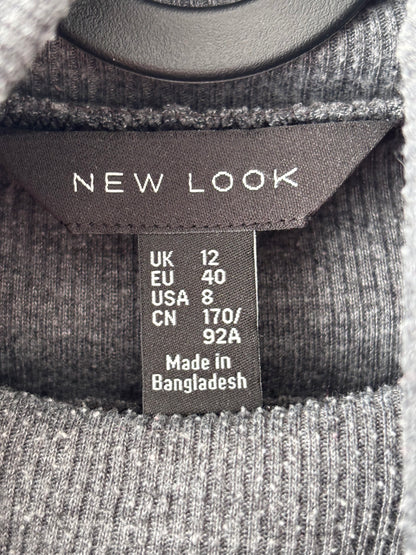 NEW LOOK
UK 12
EU 40
USA 8
CN 170/
92A
Made in
Bangladesh